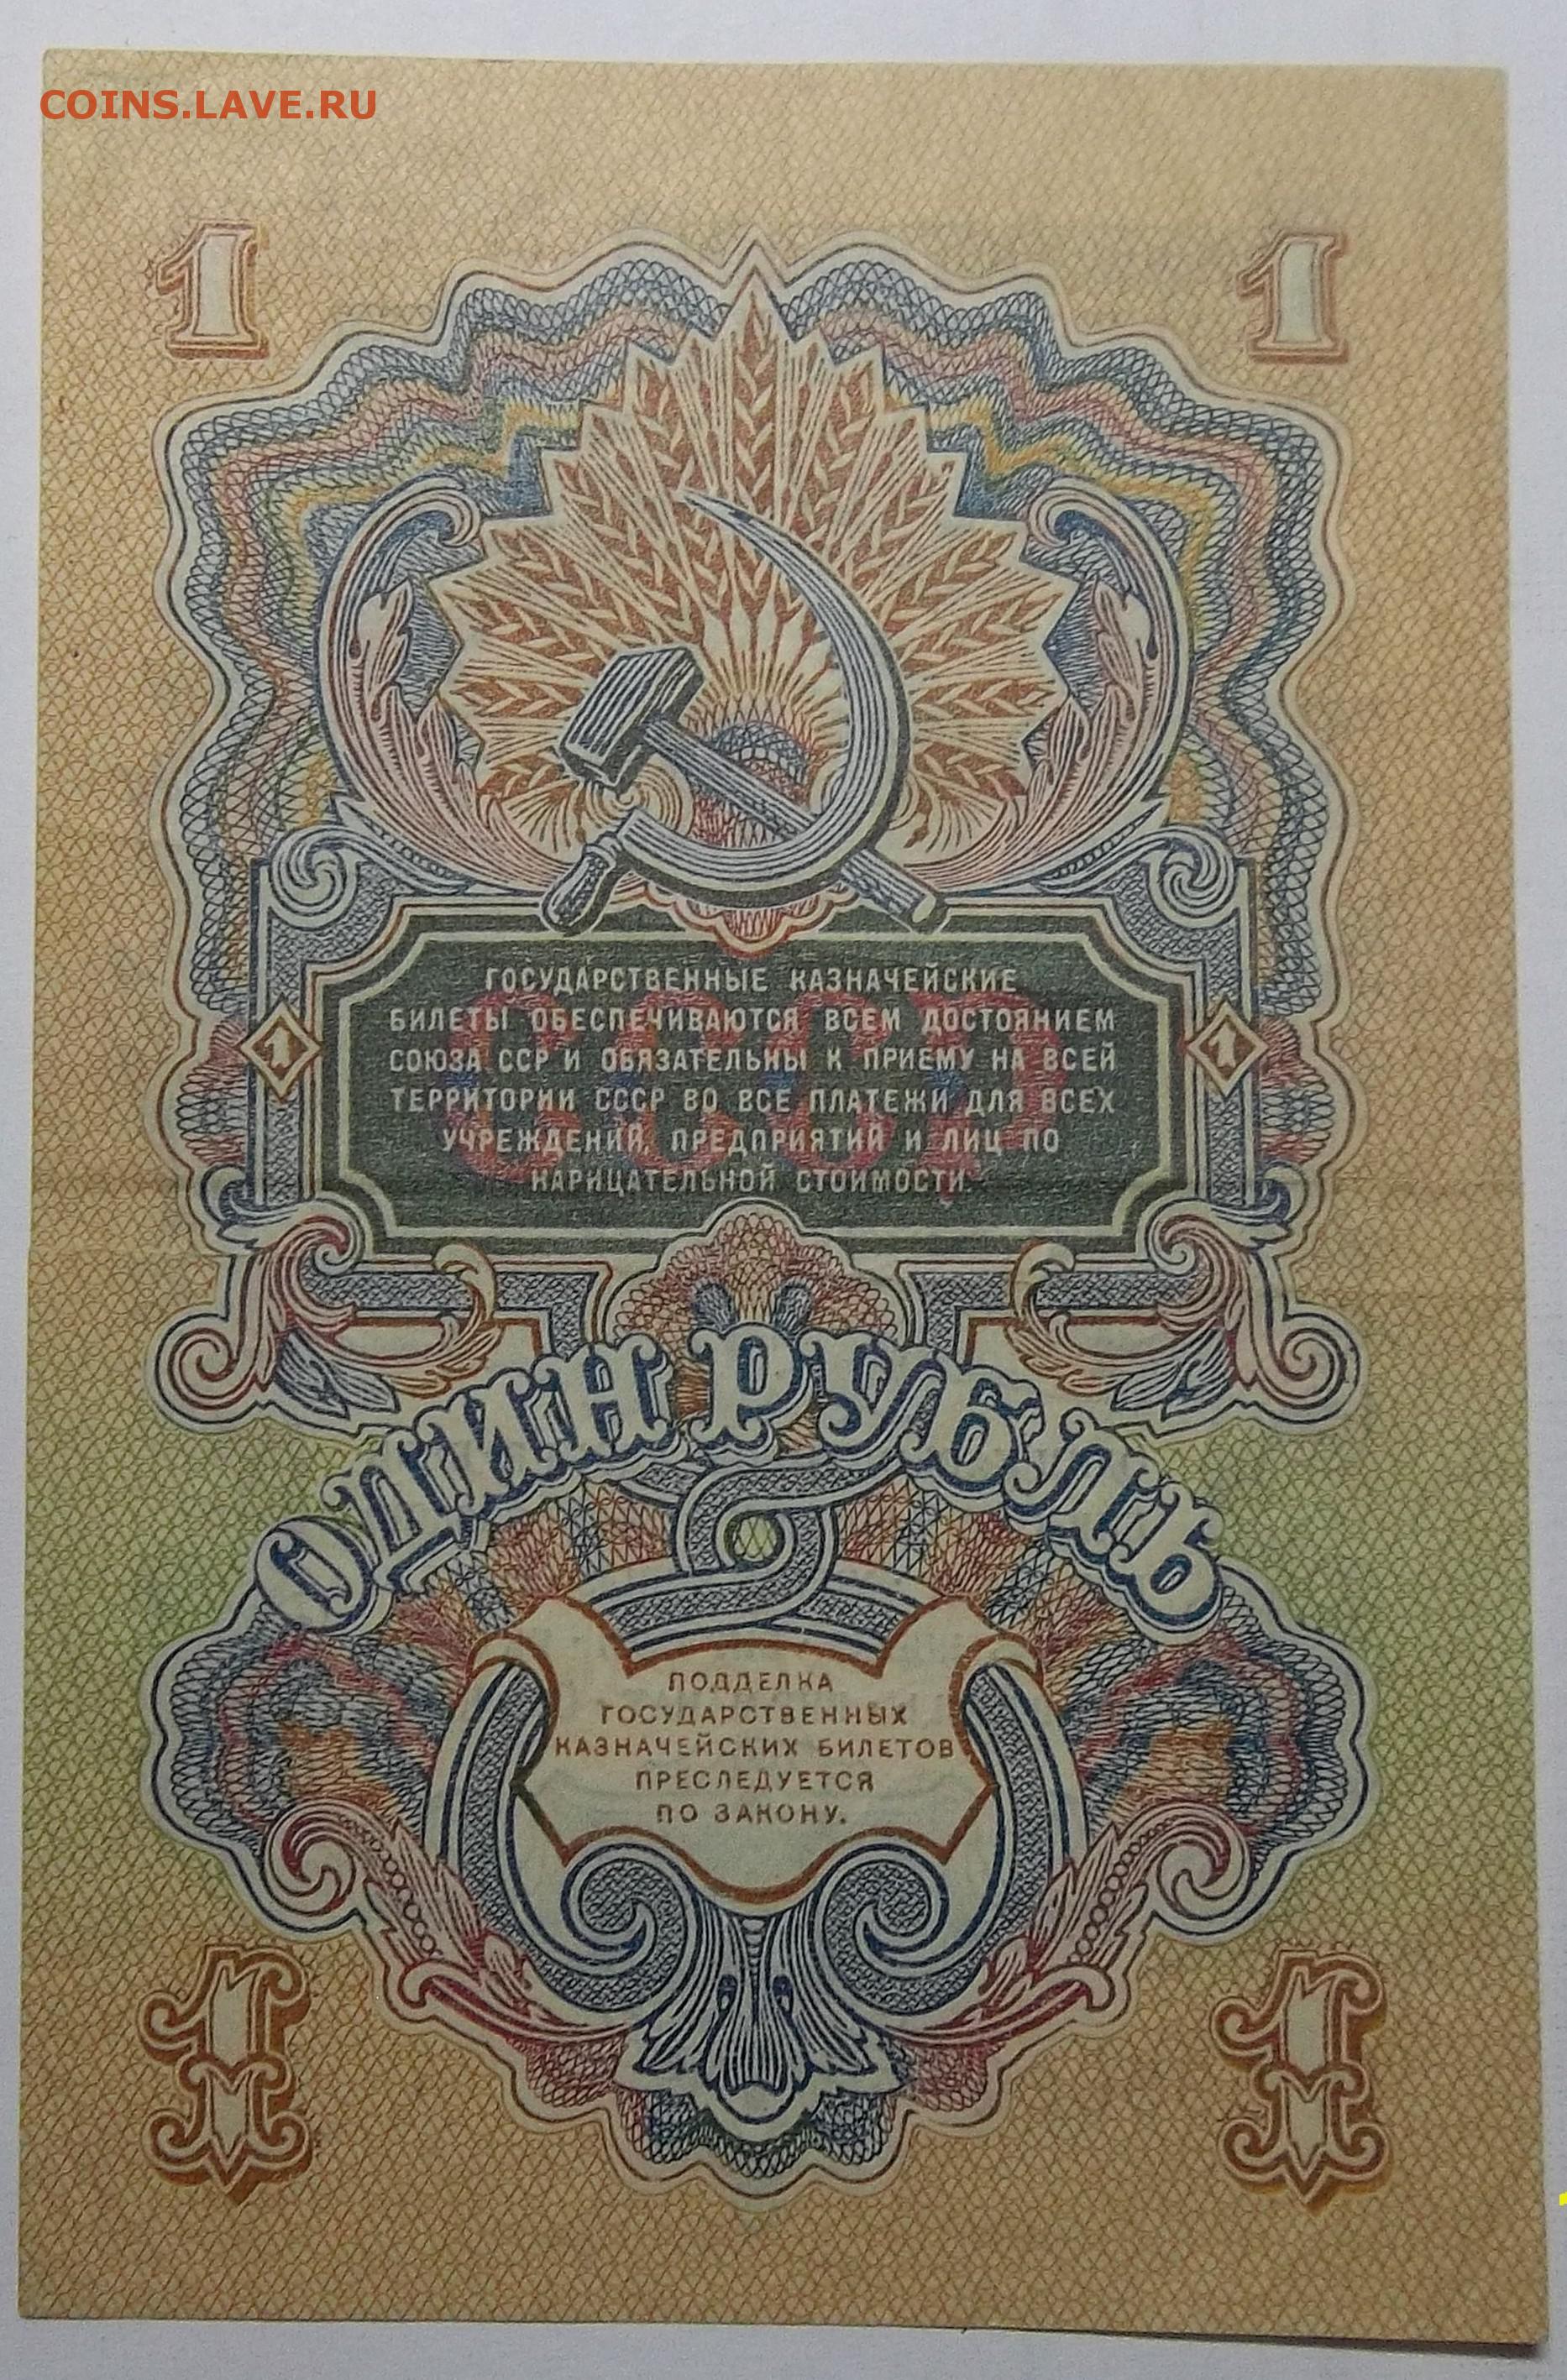 COINS.LAVE.RU
1 1
ГОСУДАРСТВЕННЫЕ КАЗНАЧЕЙСКИЕ
БИЛЕТЫ ОБЕСПЕЧИВАЮТСЯ ВСЕМ ДОСТОЯНИЕМ
СОЮЗА ССР И ОБЯЗАТЕЛЬНЫ К ПРИЕМУ НА ВСЕЙ
ТЕРРИТОРИИ СССР ВО ВСЕ ПЛАТЕЖИ ДЛЯ ВСЕХ
УЧРЕЖДЕНИЙ, ПРЕДПРИЯТИЙ И ЛИЦ ПО
НАРИЦАТЕЛЬНОЙ СТОИМОСТИ.
СССР
1 1
ОДИН РУБЛЬ
ПОДДЕЛКА
ГОСУДАРСТВЕННЫХ
КАЗНАЧЕЙСКИХ БИЛЕТОВ
ПРЕСЛЕДУЕТСЯ
ПО ЗАКОНУ.
1 1